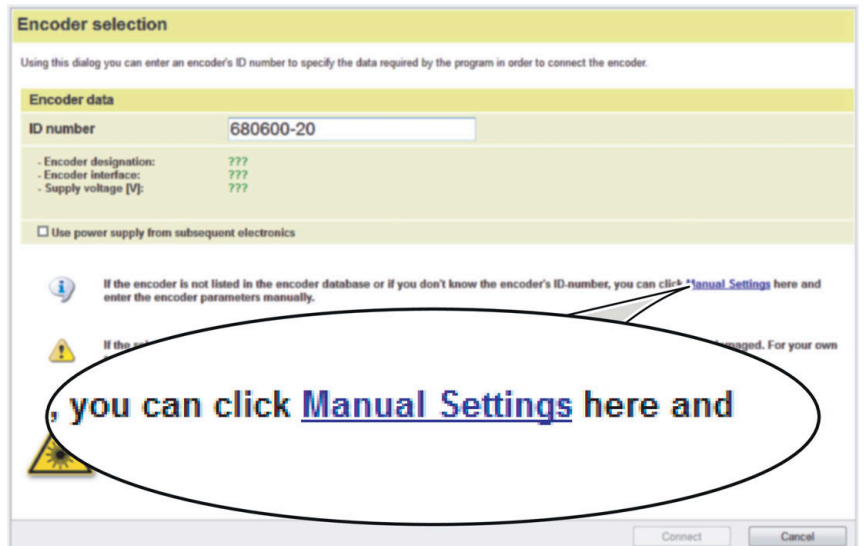 Encoder selection
Using this dialog you can enter an encoder's ID number to specify the data required by the program in order to connect the encoder.
Encoder data
ID number 680600-20
- Encoder designation: ???
- Encoder interface: ???
- Supply voltage [V]: ???
Use power supply from subsequent electronics
If the encoder is not listed in the encoder database or if you don't know the encoder's ID-number, you can click Manual Settings here and
enter the encoder parameters manually.
If the damaged. For your own
, you can click Manual Settings here and
Connect Cancel